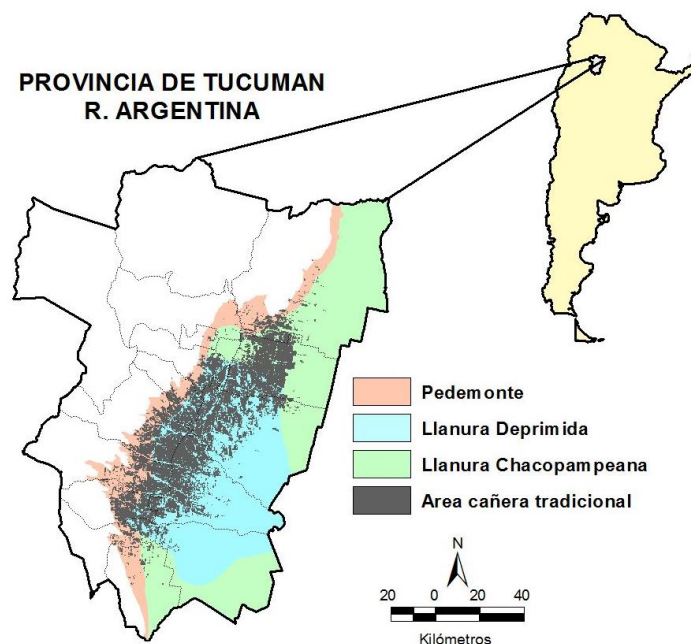 PROVINCIA DE TUCUMAN
R. ARGENTINA
Pedemonte
Llanura Deprimida
Llanura Chacopampeana
Area cañera tradicional
N
20 0 20 40
Kilómetros